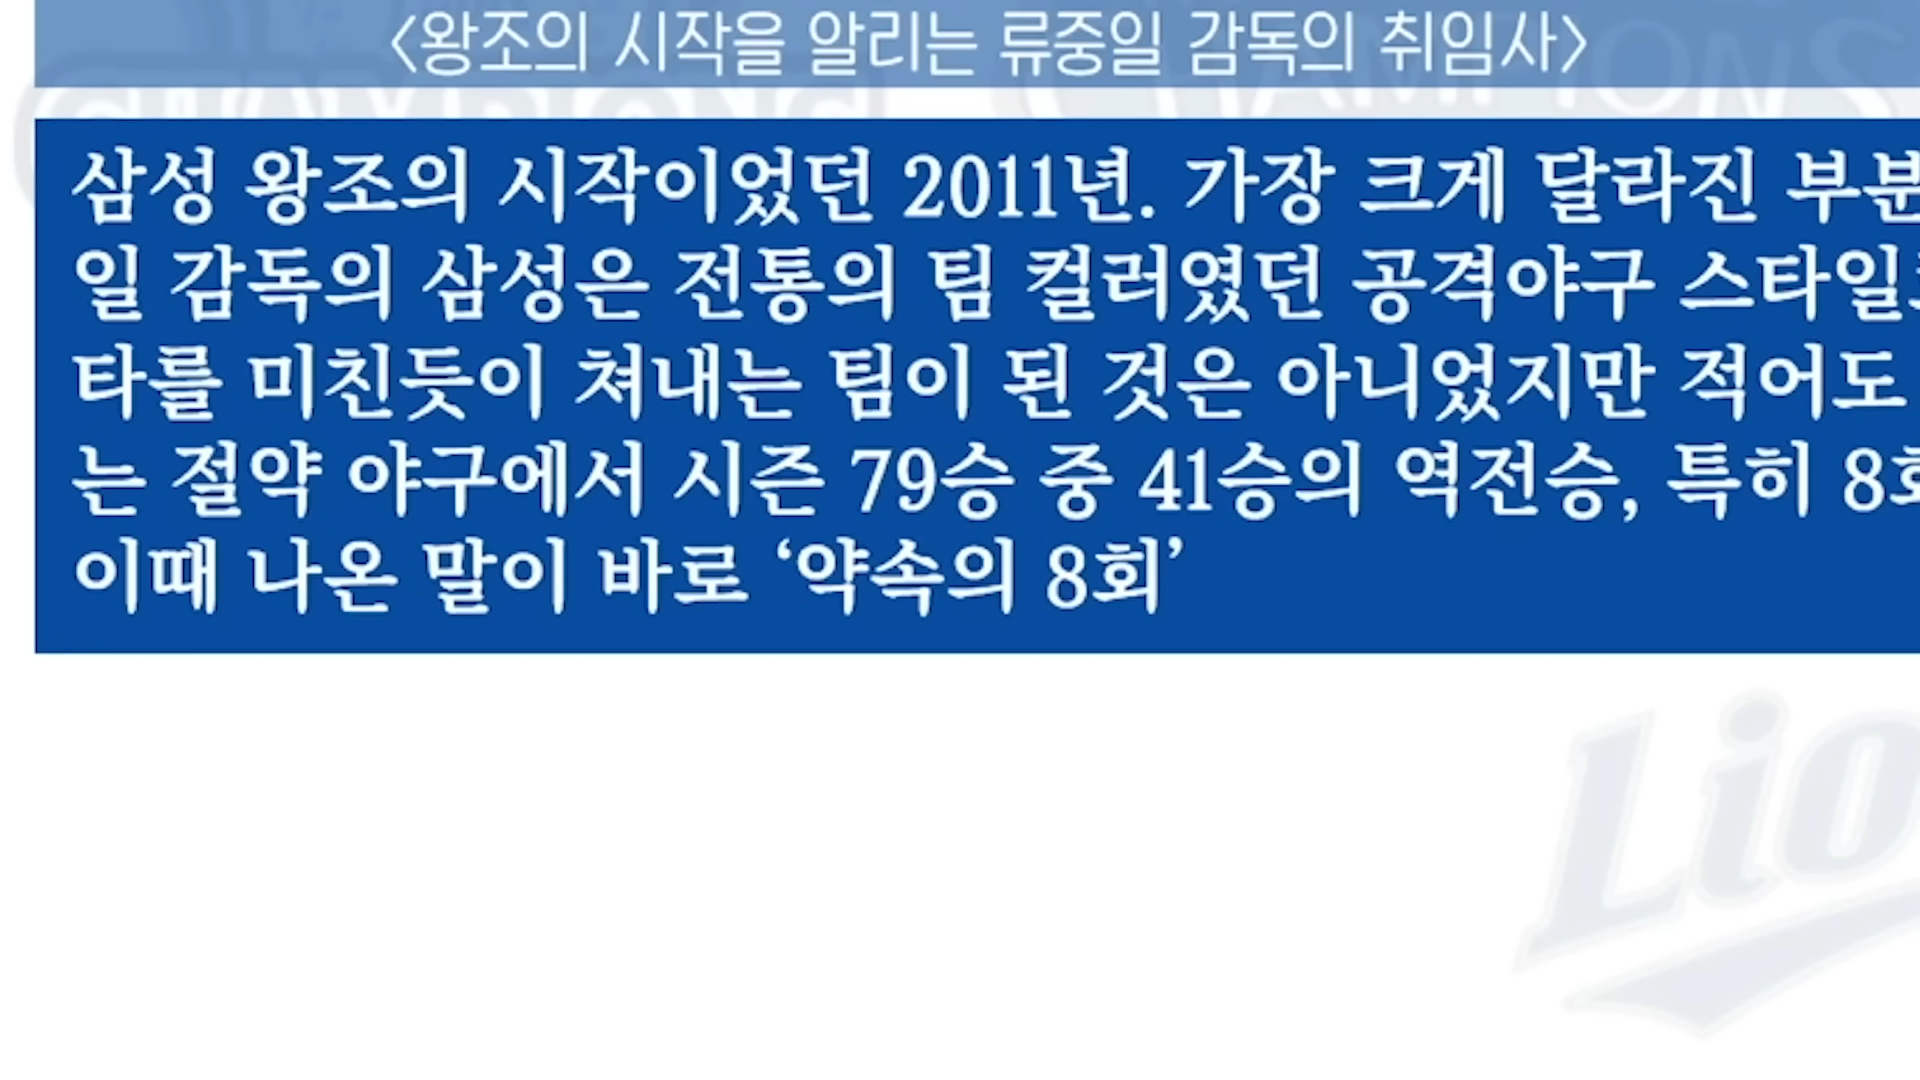 <왕조의 시작을 알리는 류중일 감독의 취임사>
삼성 왕조의 시작이었던 2011년. 가장 크게 달라진 부분
일 감독의 삼성은 전통의 팀 컬러였던 공격야구 스타일
타를 미친듯이 쳐내는 팀이 된 것은 아니었지만 적어도
는 절약 야구에서 시즌 79승 중 41승의 역전승, 특히 8회
이때 나온 말이 바로 ‘약속의 8회’
CHAMPIONS
Lio